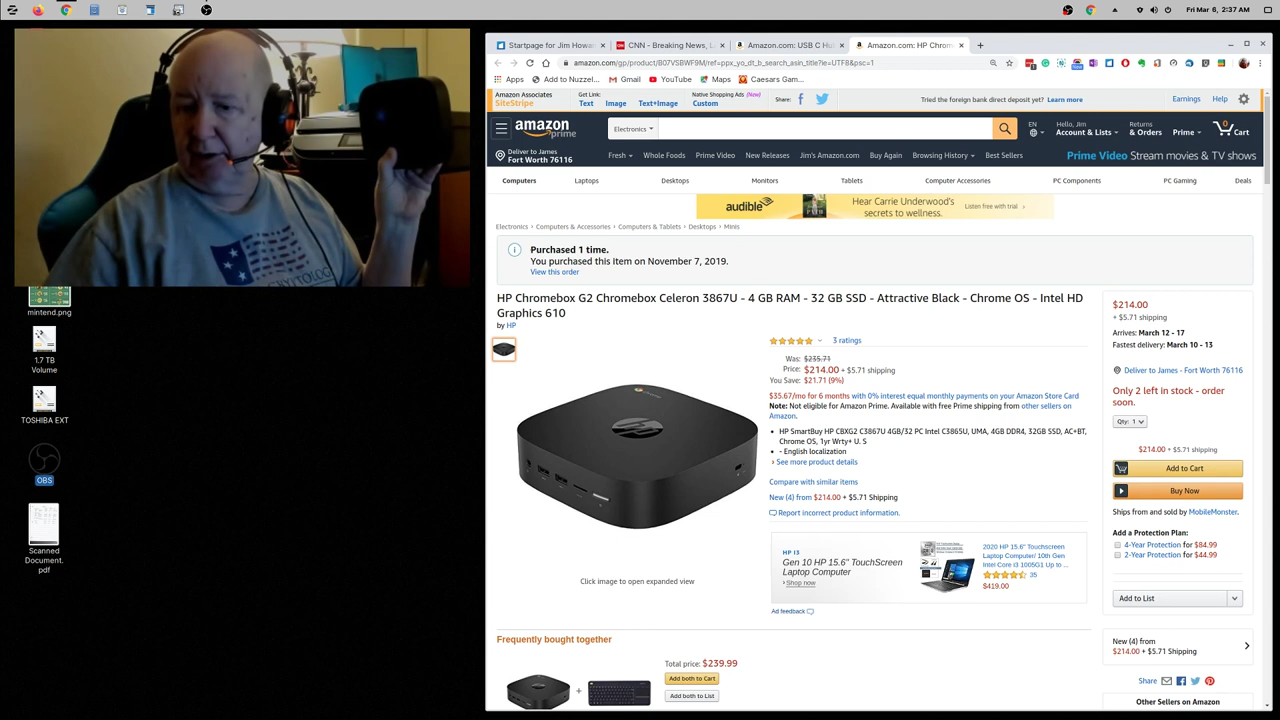 Fri Mar 6, 2:37 AM
mintend.png
1.7 TB
Volume
TOSHIBA EXT
OBS
Scanned
Document.
pdf
Startpage for Jim Howa
CNN - Breaking News, L
Amazon.com: USB C Hu
Amazon.com: HP Chrom
amazon.com/gp/product/B07VSBWF9M/ref=ppx_yo_dt_b_search_asin_title?ie=UTF8&psc=1
Apps
Add to Nuzzel...
Gmail
YouTube
Maps
Caesars Gam...
Amazon Associates
SiteStripe
Get Link:
Text Image Text+Image
Native Shopping Ads (New)
Custom
Share:
Tried the foreign bank direct deposit yet? Learn more
Earnings Help
amazon prime
Electronics
EN
Hello, Jim
Account & Lists
Returns
& Orders
Prime
0
Cart
Deliver to James
Fort Worth 76116
Fresh Whole Foods Prime Video New Releases Jim's Amazon.com Buy Again Browsing History Best Sellers
Prime Video Stream movies & TV shows
Computers Laptops Desktops Monitors Tablets Computer Accessories PC Components PC Gaming Deals
audible
Hear Carrie Underwood's
secrets to wellness.
Listen free with trial >
Electronics › Computers & Accessories › Computers & Tablets › Desktops › Minis
Purchased 1 time.
You purchased this item on November 7, 2019.
View this order
HP Chromebox G2 Chromebox Celeron 3867U - 4 GB RAM - 32 GB SSD - Attractive Black - Chrome OS - Intel HD
Graphics 610
by HP
3 ratings
Was: $235.71
Price: $214.00 + $5.71 shipping
You Save: $21.71 (9%)
$35.67/mo for 6 months with 0% interest equal monthly payments on your Amazon Store Card
Note: Not eligible for Amazon Prime. Available with free Prime shipping from other sellers on
Amazon.
• HP SmartBuy HP CBXG2 C3867U 4GB/32 PC Intel C3865U, UMA, 4GB DDR4, 32GB SSD, AC+BT,
Chrome OS, 1yr Wrty+ U. S
• - English localization
› See more product details
Compare with similar items
New (4) from $214.00 + $5.71 Shipping
Report incorrect product information.
HP I3
Gen 10 HP 15.6" TouchScreen
Laptop Computer
›Shop now
2020 HP 15.6" Touchscreen
Laptop Computer/ 10th Gen
Intel Core i3 1005G1 Up to ...
35
$419.00
Ad feedback
Click image to open expanded view
Frequently bought together
Total price: $239.99
+
Add both to Cart
Add both to List
$214.00
+ $5.71 shipping
Arrives: March 12 - 17
Fastest delivery: March 10 - 13
Deliver to James - Fort Worth 76116
Only 2 left in stock - order
soon.
Qty: 1
$214.00 + $5.71 shipping
Add to Cart
Buy Now
Ships from and sold by MobileMonster.
Add a Protection Plan:
4-Year Protection for $84.99
2-Year Protection for $44.99
Add to List
New (4) from
$214.00 + $5.71 Shipping
Share
Other Sellers on Amazon